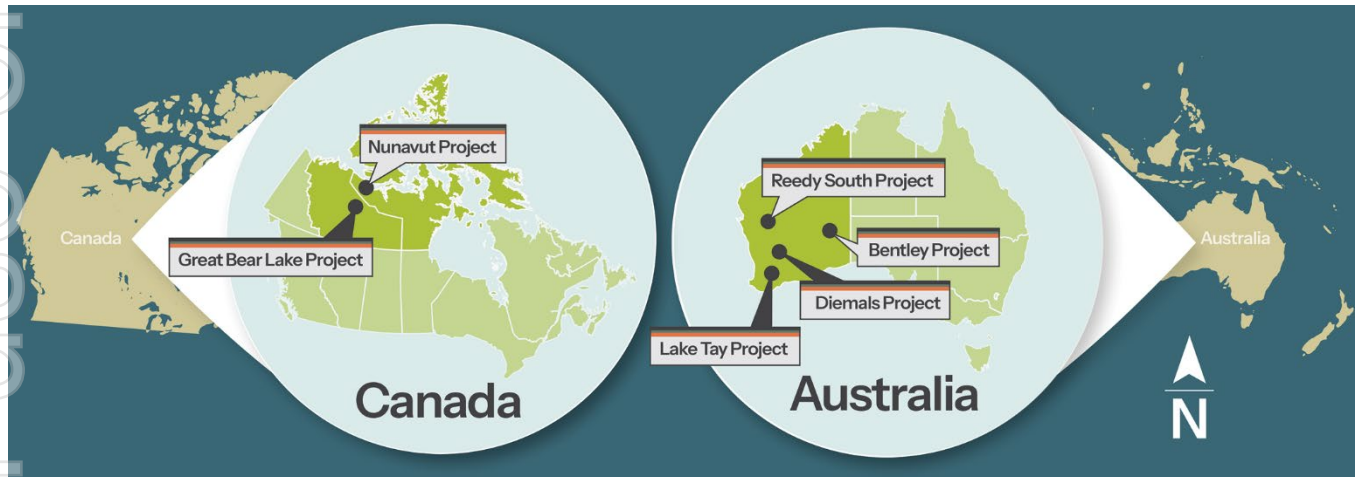 Canada
Nunavut Project
Great Bear Lake Project
Canada
Reedy South Project
Bentley Project
Diemals Project
Lake Tay Project
Australia
Australia
N